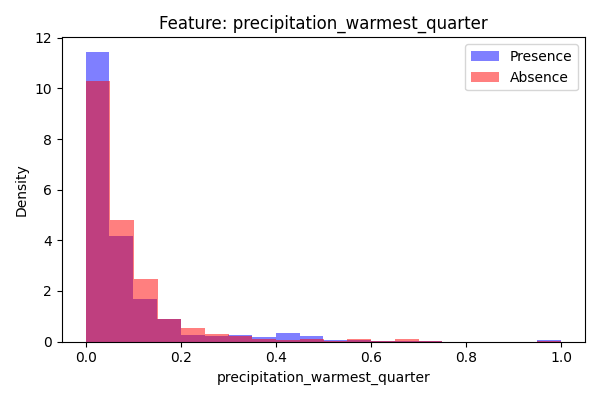 Feature: precipitation_warmest_quarter
Presence
Absence
Density
12
10
8
6
4
2
0
0.0 0.2 0.4 0.6 0.8 1.0
precipitation_warmest_quarter